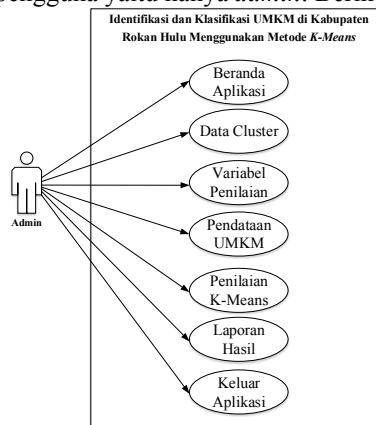 Identifikasi dan Klasifikasi UMKM di Kabupaten
Rokan Hulu Menggunakan Metode K-Means
Beranda
Aplikasi
Data Cluster
Variabel
Penilaian
Admin
Pendataan
UMKM
Penilaian
K-Means
Laporan
Hasil
Keluar
Aplikasi